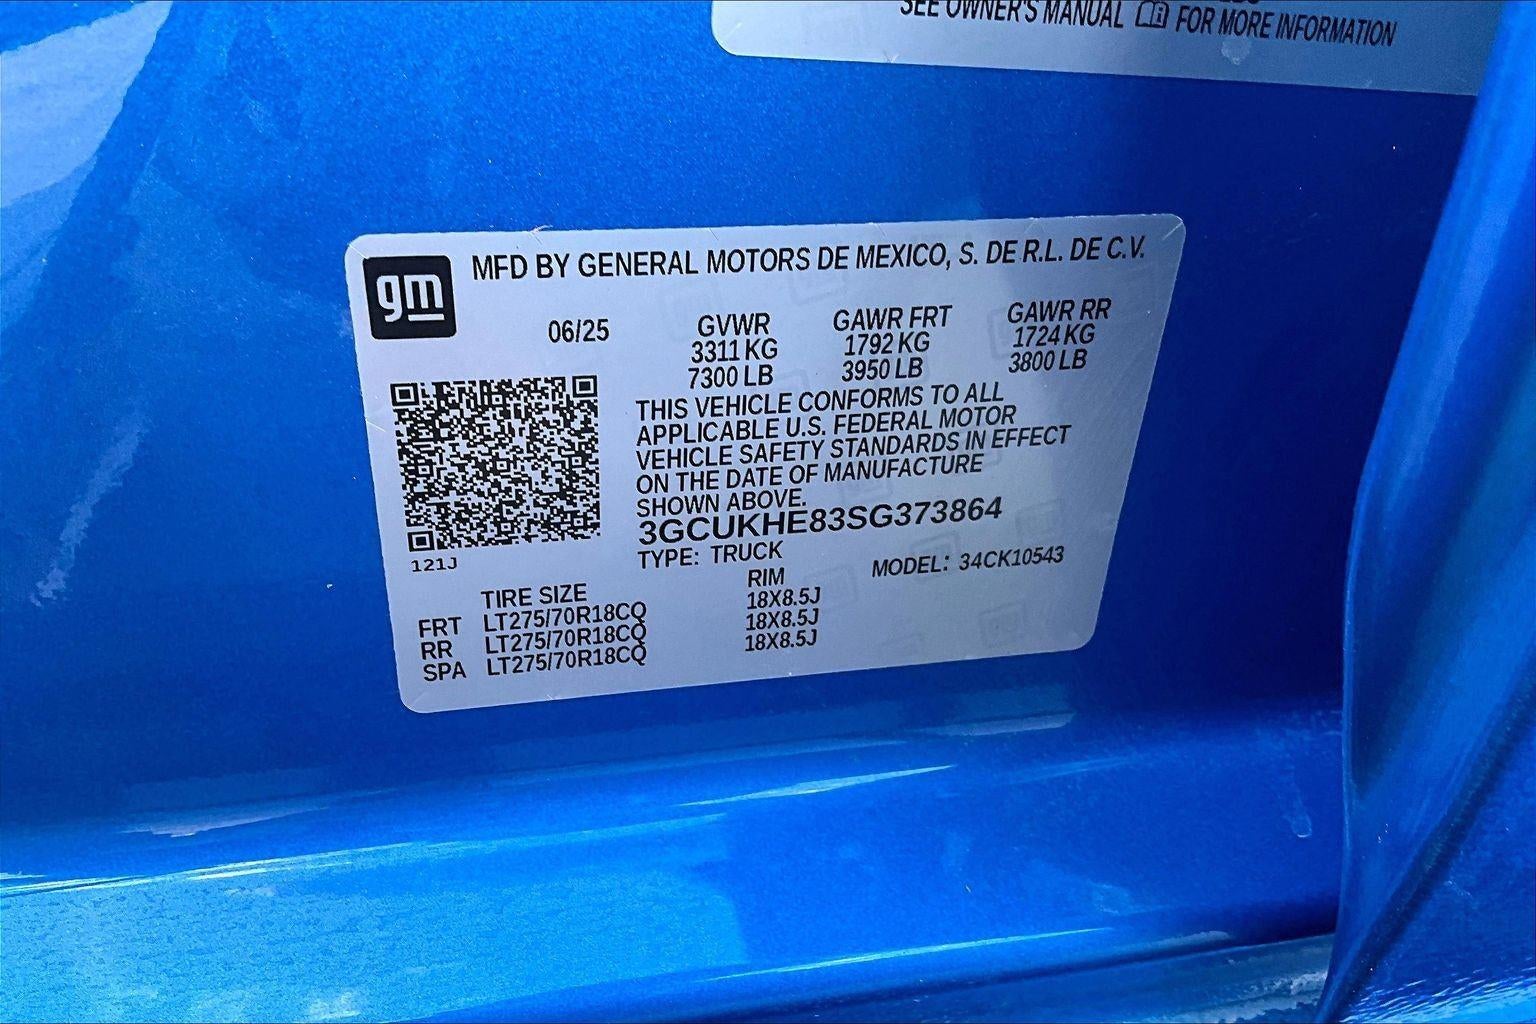 SEE OWNER'S MANUAL FOR MORE INFORMATION
gm
MFD BY GENERAL MOTORS DE MEXICO, S. DE R.L. DE C.V.
06/25 GVWR GAWR FRT GAWR RR
3311 KG 1792 KG 1724 KG
7300 LB 3950 LB 3800 LB
THIS VEHICLE CONFORMS TO ALL
APPLICABLE U.S. FEDERAL MOTOR
VEHICLE SAFETY STANDARDS IN EFFECT
ON THE DATE OF MANUFACTURE
SHOWN ABOVE.
3GCUKHE83SG373864
121J
TYPE: TRUCK MODEL: 34CK10543
TIRE SIZE RIM
FRT LT275/70R18CQ 18X8.5J
RR LT275/70R18CQ 18X8.5J
SPA LT275/70R18CQ 18X8.5J